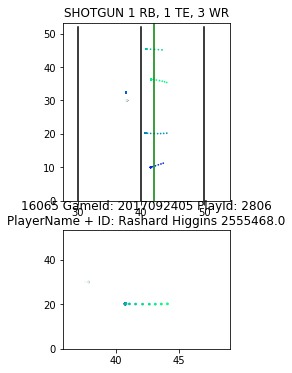 SHOTGUN 1 RB, 1 TE, 3 WR
50
40
30
20
10
0
30 40 50
16065 GameId: 2017092405 PlayId: 2806
PlayerName + ID: Rashard Higgins 2555468.0
40
20
0
40 45